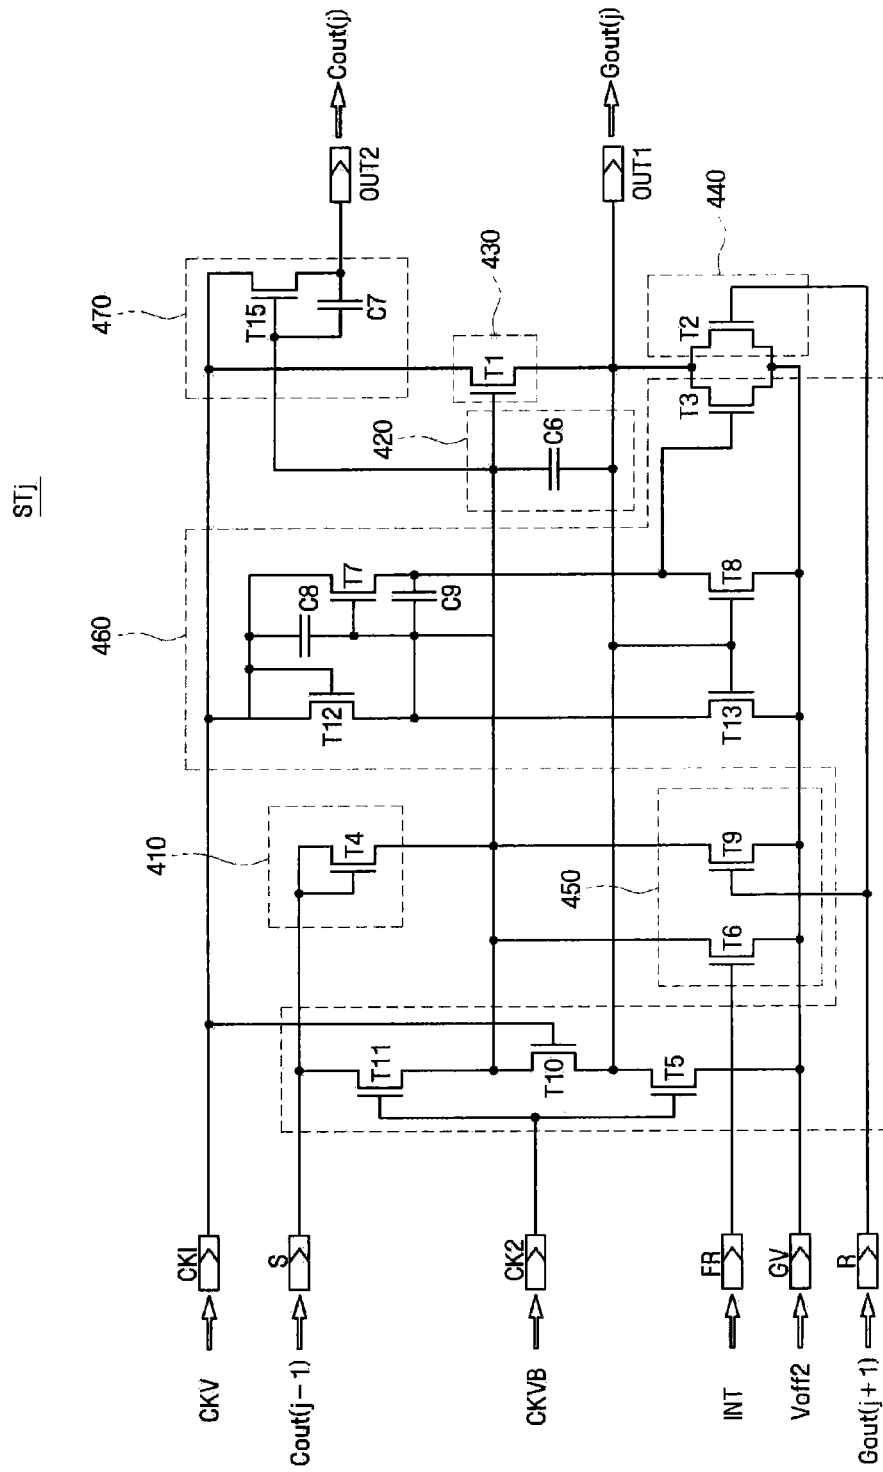 STj
470
460
410
CKI
CKV
T15
S
Cout(j−1)
C8
T12
T7
T4
Cout(j)
OUT2
C7
T11
420
C9
430
T1
CK2
CKVB
C6
T10
450
Gout(j)
OUT1
T5
T3
T2
440
FR
INT
T6
T9
T13
T8
GV
Voff2
R
Gout(j+1)